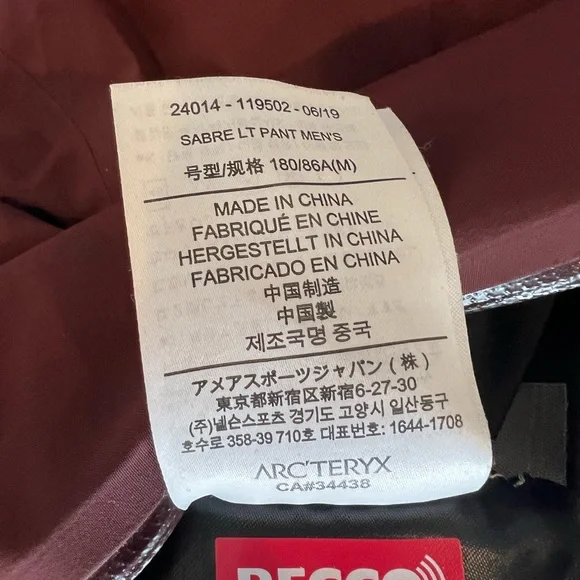 24014 - 119502 - 06/19
SABRE LT PANT MEN'S
号型/规格 180/86A(M)
MADE IN CHINA
FABRIQUÉ EN CHINE
HERGESTELLT IN CHINA
FABRICADO EN CHINA
中国制造
中国製
제조국명 중국
アメアスポーツジャパン(株)
東京都新宿区新宿6-27-30
(주)넬슨스포츠 경기도 고양시 일산동구
호수로 358-39 710호 대표번호: 1644-1708
ARC'TERYX
CA#34438
RECCO